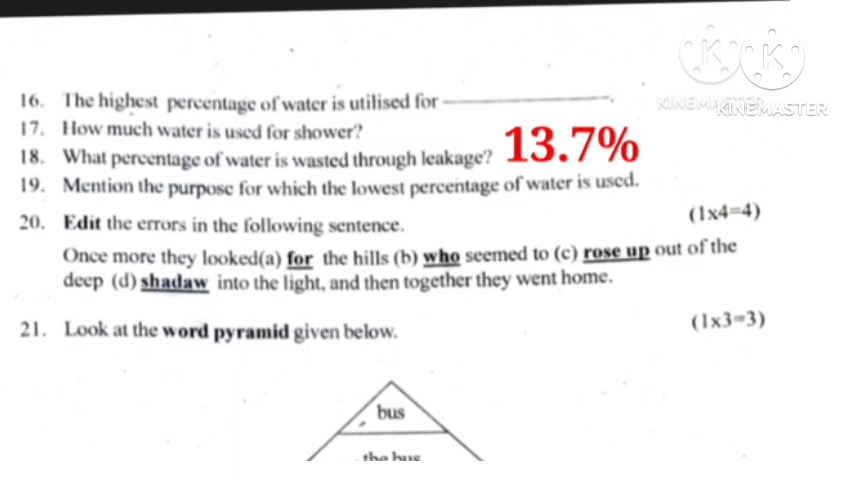 KINEMASTER
KINEMASTER
16. The highest percentage of water is utilised for ______________.
17. How much water is used for shower?
18. What percentage of water is wasted through leakage? 13.7%
19. Mention the purpose for which the lowest percentage of water is used.
(1x4=4)
20. Edit the errors in the following sentence.
Once more they looked(a) for the hills (b) who seemed to (c) rose up out of the
deep (d) shadaw into the light, and then together they went home.
(1x3=3)
21. Look at the word pyramid given below.
bus
the bus